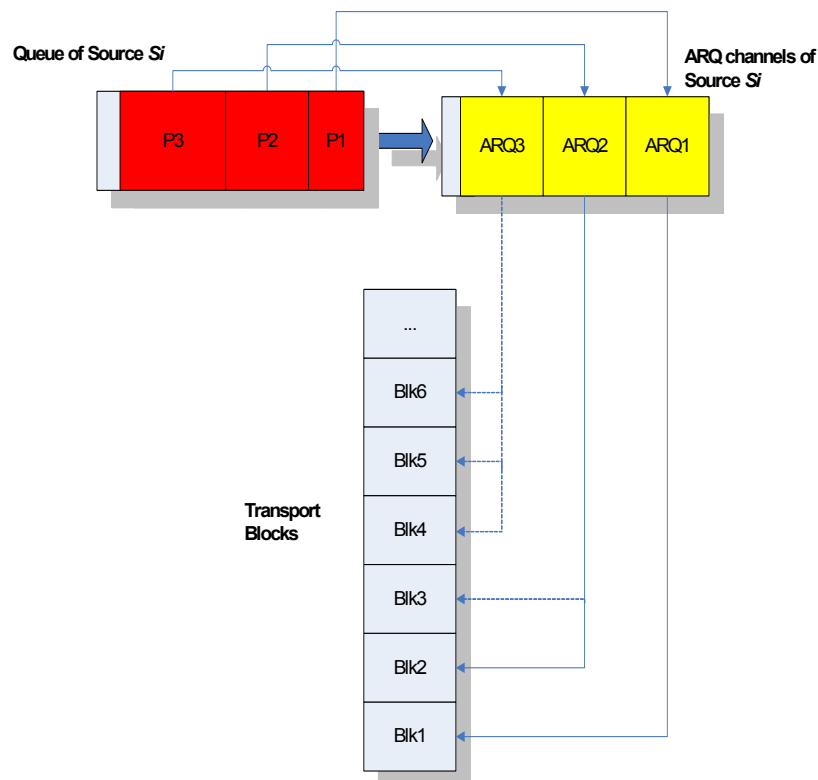 Queue of Source Si
ARQ channels of
Source Si
P3
P2
P1
ARQ3
ARQ2
ARQ1
...
Blk6
Blk5
Transport
Blocks
Blk4
Blk3
Blk2
Blk1